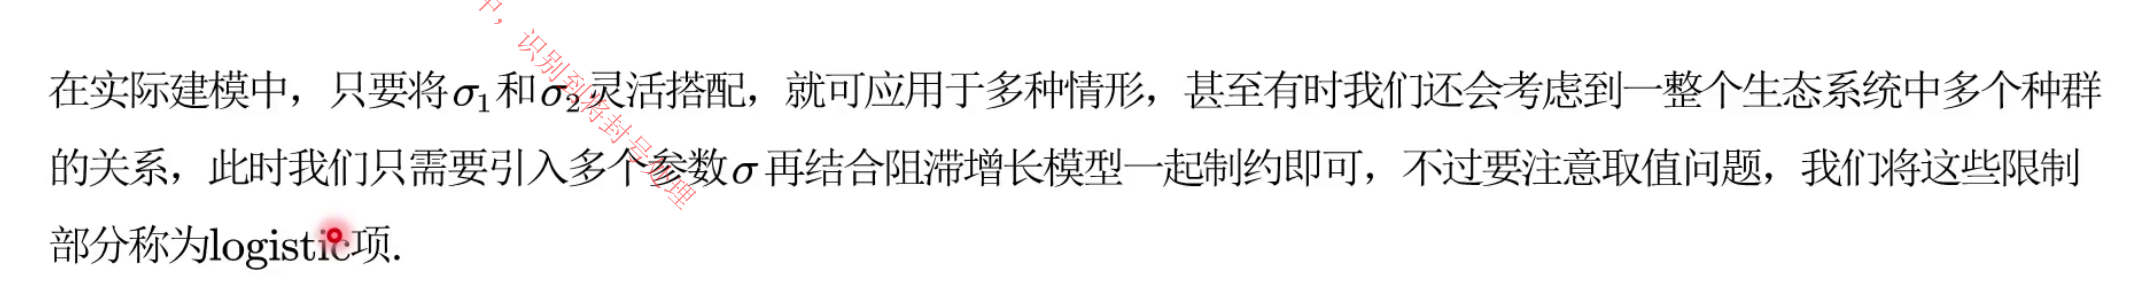 在实际建模中，只要将σ₁和σ₂灵活搭配，就可应用于多种情形，甚至有时我们还会考虑到一整个生态系统中多个种群
的关系，此时我们只需要引入多个参数σ再结合阻滞增长模型一起制约即可，不过要注意取值问题，我们将这些限制
部分称为logistic项.
中，识别到将封号处理